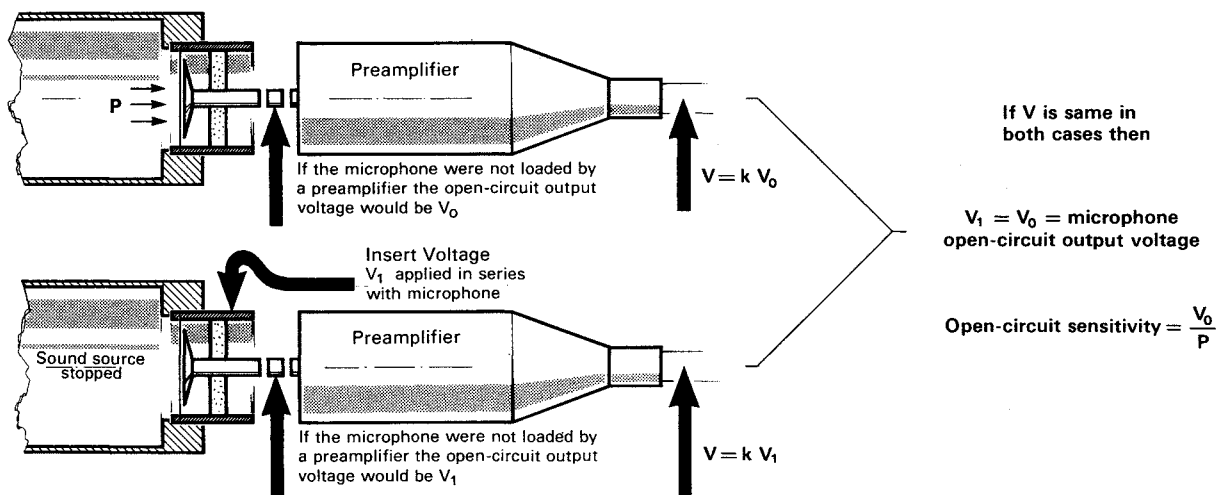 Preamplifier
P
If the microphone were not loaded by
a preamplifier the open-circuit output
voltage would be V₀
V = k V₀
Insert Voltage
V₁ applied in series
with microphone
Preamplifier
Sound source
stopped
If the microphone were not loaded by
a preamplifier the open-circuit output
voltage would be V₁
V = k V₁
If V is same in
both cases then
V₁ = V₀ = microphone
open-circuit output voltage
Open-circuit sensitivity = V₀/P